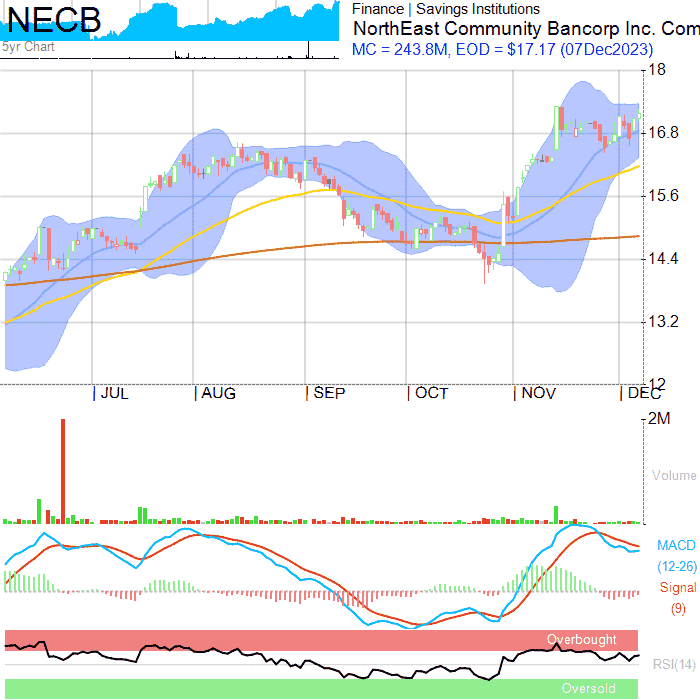 NECB
5yr Chart
Finance | Savings Institutions
NorthEast Community Bancorp Inc. Com
MC = 243.8M, EOD = $17.17 (07Dec2023)
18
16.8
15.6
14.4
13.2
12
JUL AUG SEP OCT NOV DEC
2M
Volume
MACD
(12-26)
Signal
(9)
Overbought
RSI(14)
Oversold